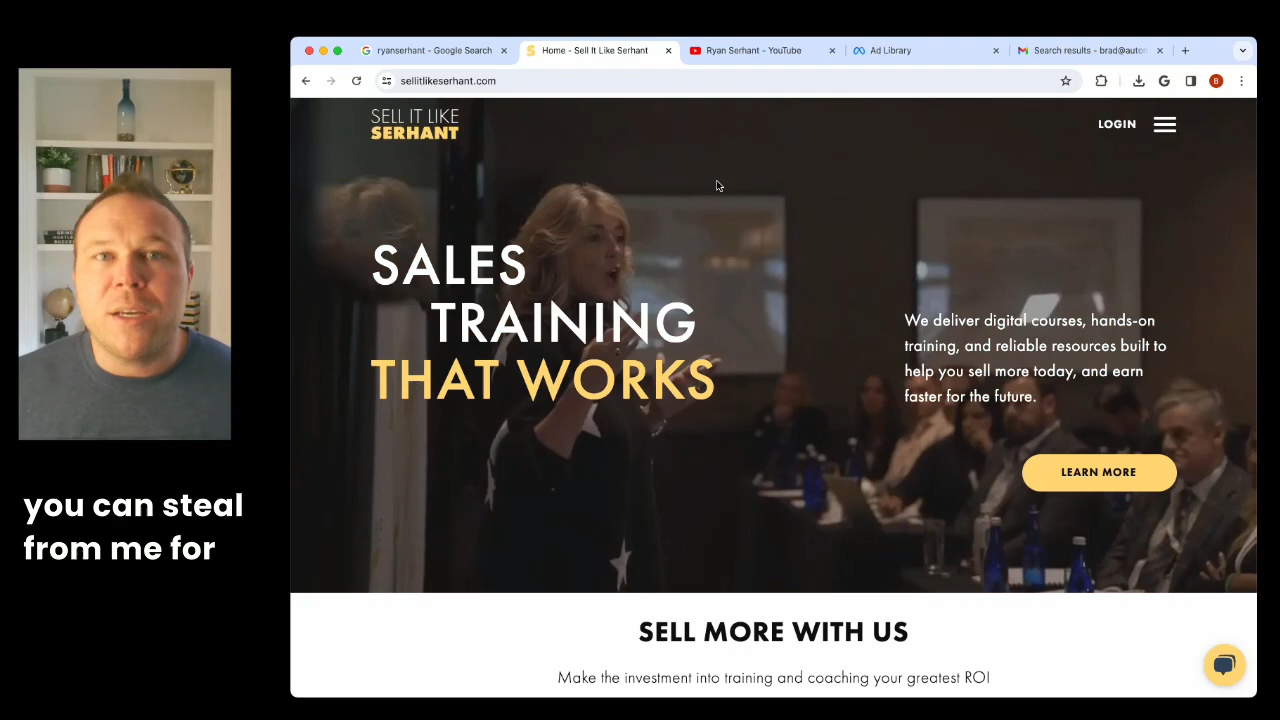 ryanserhant - Google Search
Home - Sell It Like Serhant
Ryan Serhant - YouTube
Ad Library
Search results - brad@autom
sellitlikeserhant.com
B
SELL IT LIKE
SERHANT
LOGIN
SALES
TRAINING
THAT WORKS
We deliver digital courses, hands-on
training, and reliable resources built to
help you sell more today, and earn
faster for the future.
LEARN MORE
you can steal
from me for
SELL MORE WITH US
Make the investment into training and coaching your greatest ROI